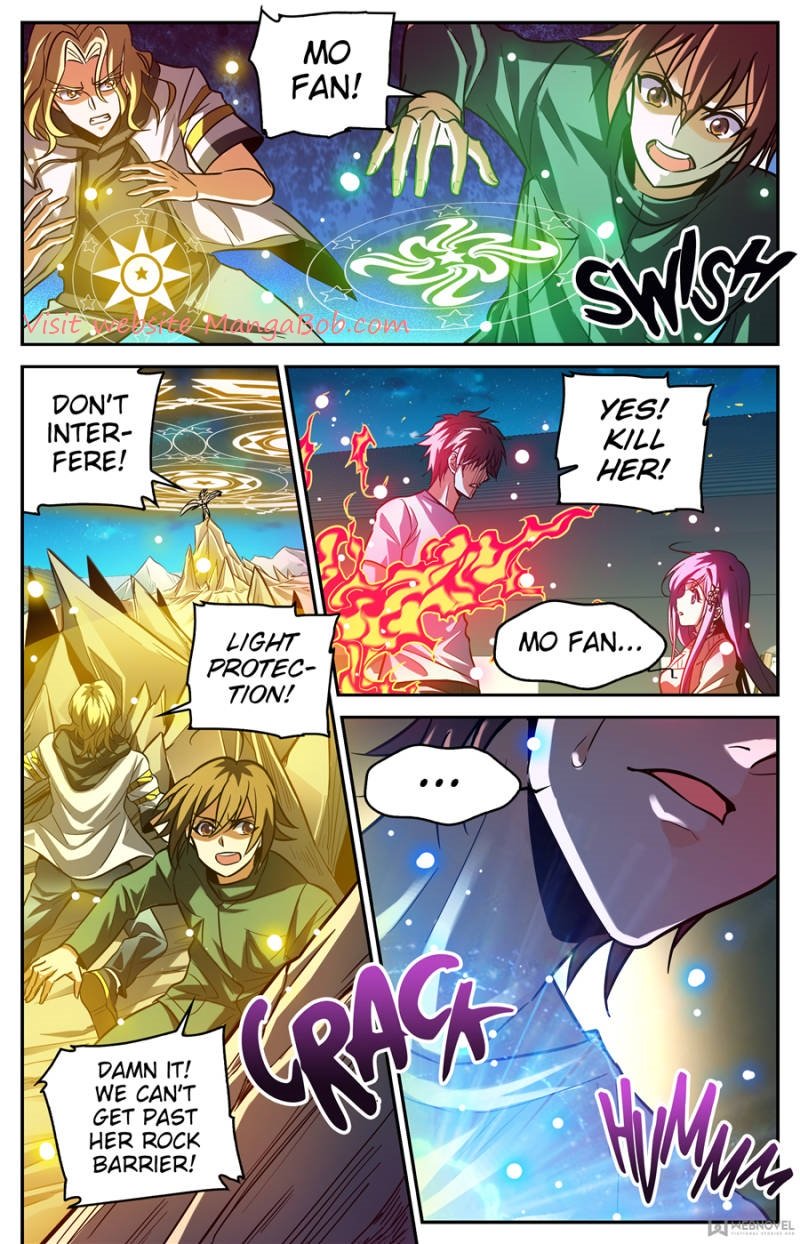 MO
FAN!
SWISH
Visit website MangaBob.com
DON'T
INTER-
FERE!
YES!
KILL
HER!
MO FAN...
LIGHT
PROTEC-
TION!
...
CRACK
DAMN IT!
WE CAN'T
GET PAST
HER ROCK
BARRIER!
HUMMM
WEBNOVEL